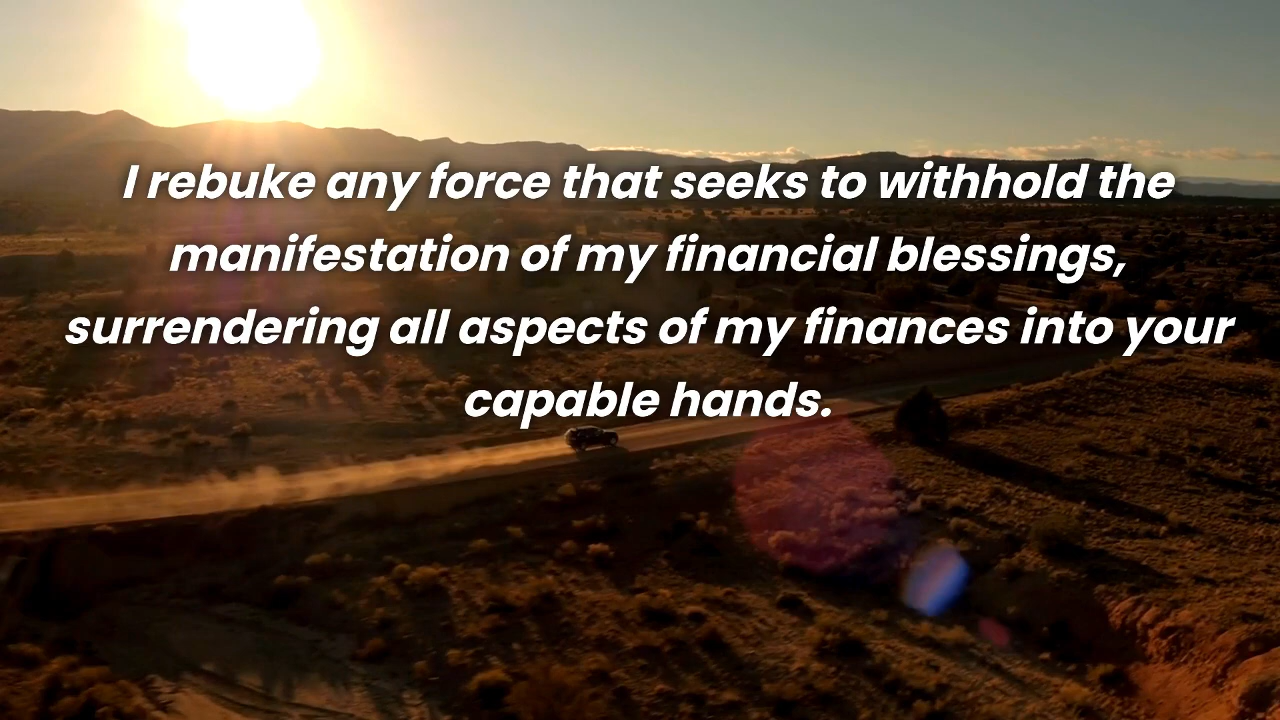 I rebuke any force that seeks to withhold the
manifestation of my financial blessings,
surrendering all aspects of my finances into your
capable hands.